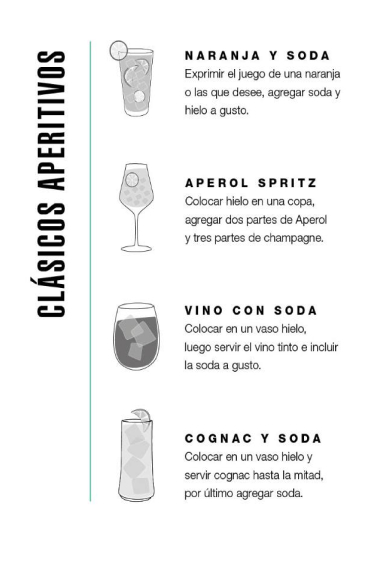 CLÁSICOS APERITIVOS
NARANJA Y SODA
Exprimir el juego de una naranja
o las que desee, agregar soda y
hielo a gusto.
APEROL SPRITZ
Colocar hielo en una copa,
agregar dos partes de Aperol
y tres partes de champagne.
VINO CON SODA
Colocar en un vaso hielo,
luego servir el vino tinto e incluir
la soda a gusto.
COGNAC Y SODA
Colocar en un vaso hielo y
servir cognac hasta la mitad,
por último agregar soda.